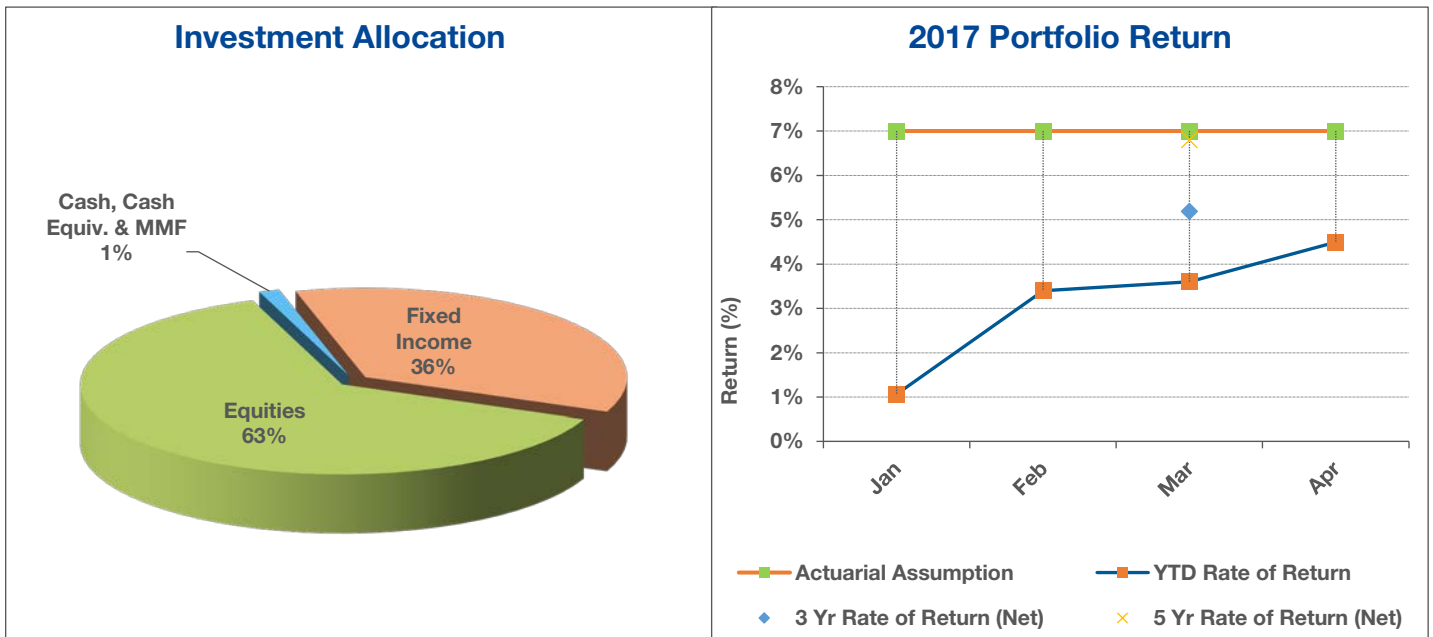 Investment Allocation
Cash, Cash
Equiv. & MMF
1%
Fixed
Income
36%
Equities
63%
2017 Portfolio Return
8%
7%
6%
5%
4%
3%
2%
1%
0%
Return (%)
Jan
Feb
Mar
Apr
Actuarial Assumption
YTD Rate of Return
3 Yr Rate of Return (Net)
5 Yr Rate of Return (Net)